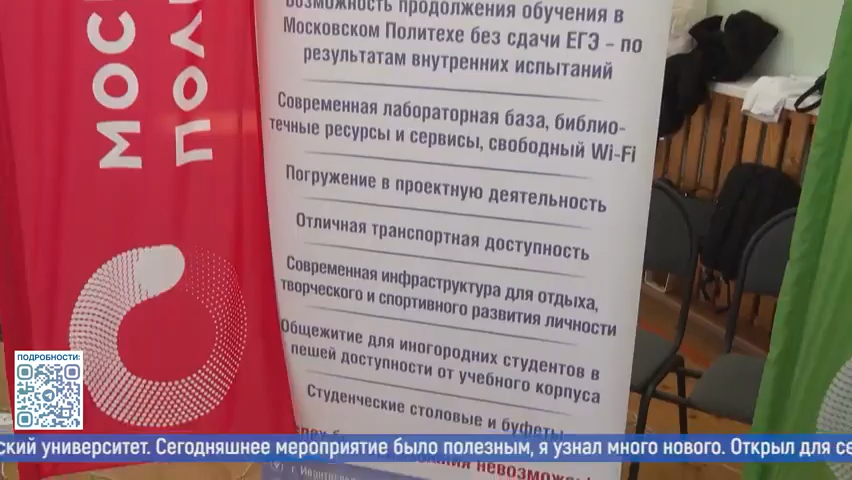 МОС
ПОЛ
возможность продолжения обучения в
Московском Политехе без сдачи ЕГЭ – по
результатам внутренних испытаний
Современная лабораторная база, библио-
течные ресурсы и сервисы, свободный Wi-Fi
Погружение в проектную деятельность
Отличная транспортная доступность
Современная инфраструктура для отдыха,
творческого и спортивного развития личности
Общежитие для иногородних студентов в
пешей доступности от учебного корпуса
Студенческие столовые и буфеты
невозможен
ПОДРОБНОСТИ:
ский университет. Сегодняшнее мероприятие было полезным, я узнал много нового. Открыл для се